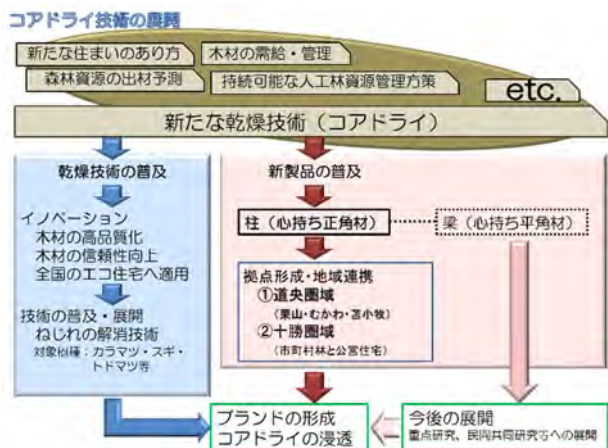 コアドライ技術の展開
新たな住まいのあり方
木材の需給・管理
森林資源の出材予測
持続可能な人工林資源管理方策
etc.
新たな乾燥技術（コアドライ）
乾燥技術の普及
イノベーション
木材の高品質化
木材の信頼性向上
全国のエコ住宅へ適用
技術の普及・展開
ねじれの解消技術
対象樹種：カラマツ・スギ・
トドマツ等
新製品の普及
柱（心持ち正角材）
梁（心持ち平角材）
拠点形成・地域連携
①道央圏域
（栗山・むかわ・苫小牧）
②十勝圏域
（市町村林と公営住宅）
ブランドの形成
コアドライの浸透
今後の展開
重点研究、民間共同研究等への展開